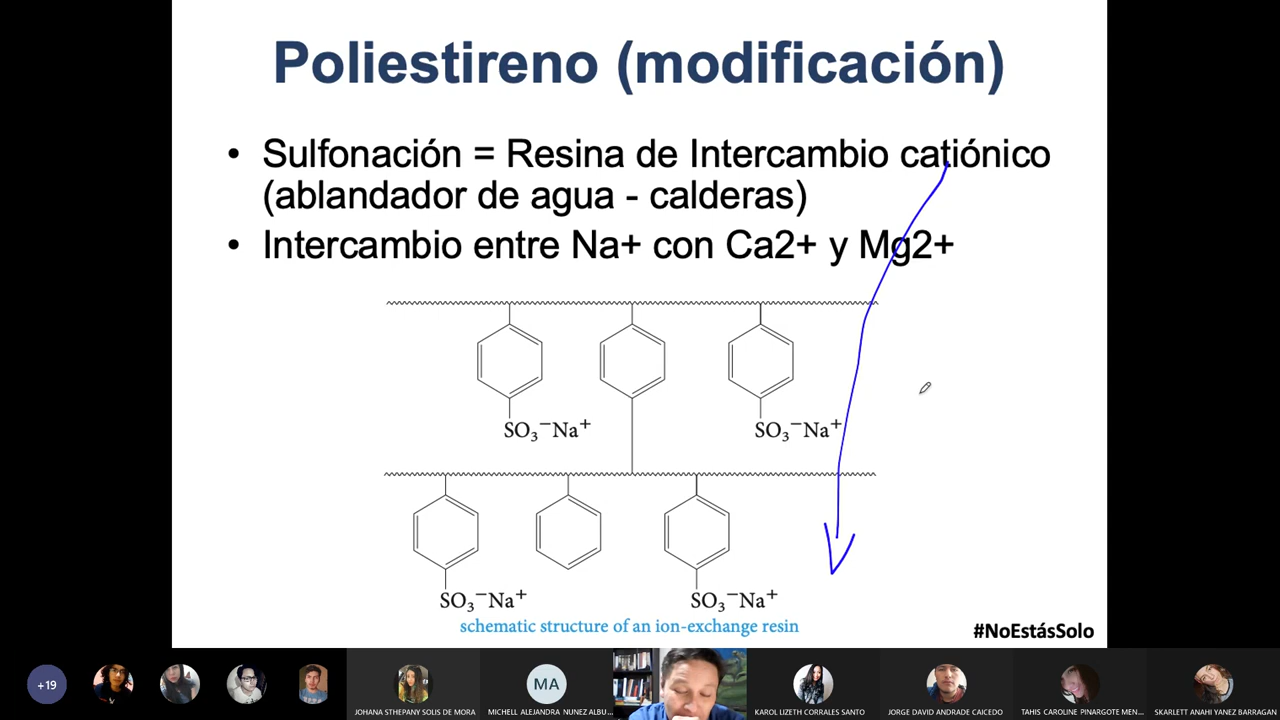 Poliestireno (modificación)
• Sulfonación = Resina de Intercambio catiónico
(ablandador de agua - calderas)
• Intercambio entre Na+ con Ca2+ y Mg2+
SO₃⁻Na⁺ SO₃⁻Na⁺
SO₃⁻Na⁺ SO₃⁻Na⁺
schematic structure of an ion-exchange resin
#NoEstásSolo
+19
MA
JOHANA STHEPANY SOLIS DE MORA
MICHELL ALEJANDRA NUNEZ ALBU...
KAROL LIZETH CORRALES SANTO
JORGE DAVID ANDRADE CAICEDO
TAHIS CAROLINE PINARGOTE MEN...
SKARLETT ANAHI YANEZ BARRAGAN